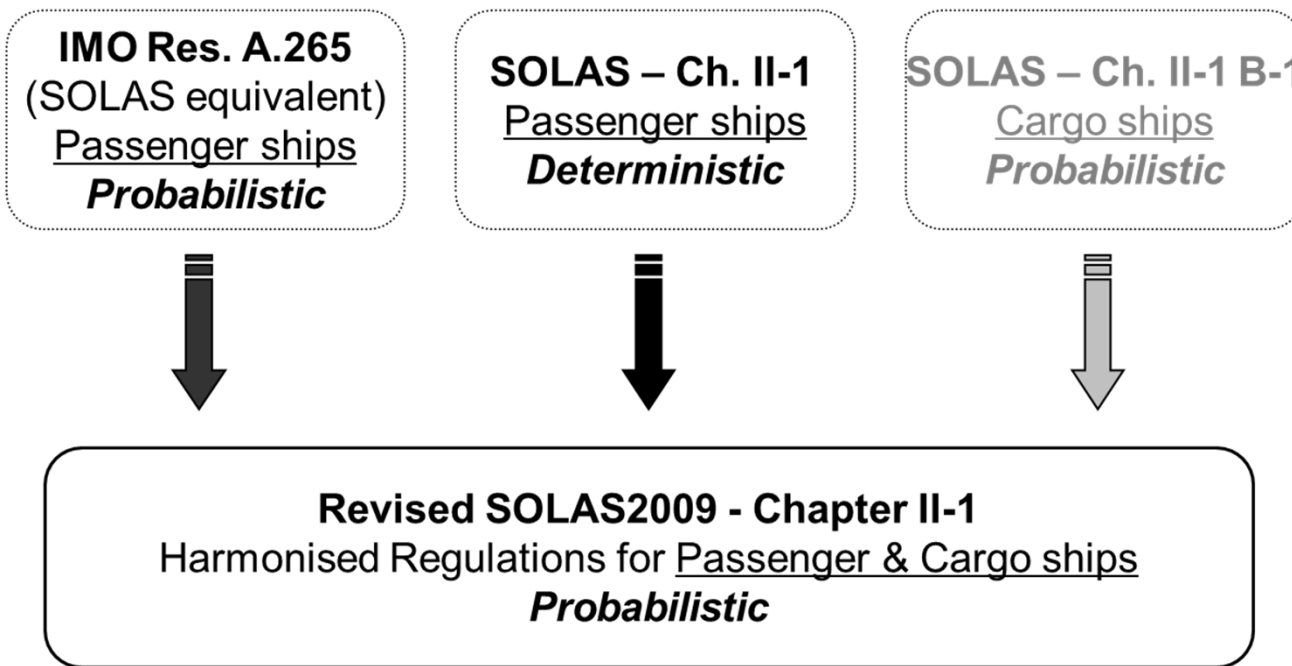 IMO Res. A.265
(SOLAS equivalent)
Passenger ships
Probabilistic
SOLAS – Ch. II-1
Passenger ships
Deterministic
SOLAS – Ch. II-1 B-1
Cargo ships
Probabilistic
Revised SOLAS2009 - Chapter II-1
Harmonised Regulations for Passenger & Cargo ships
Probabilistic